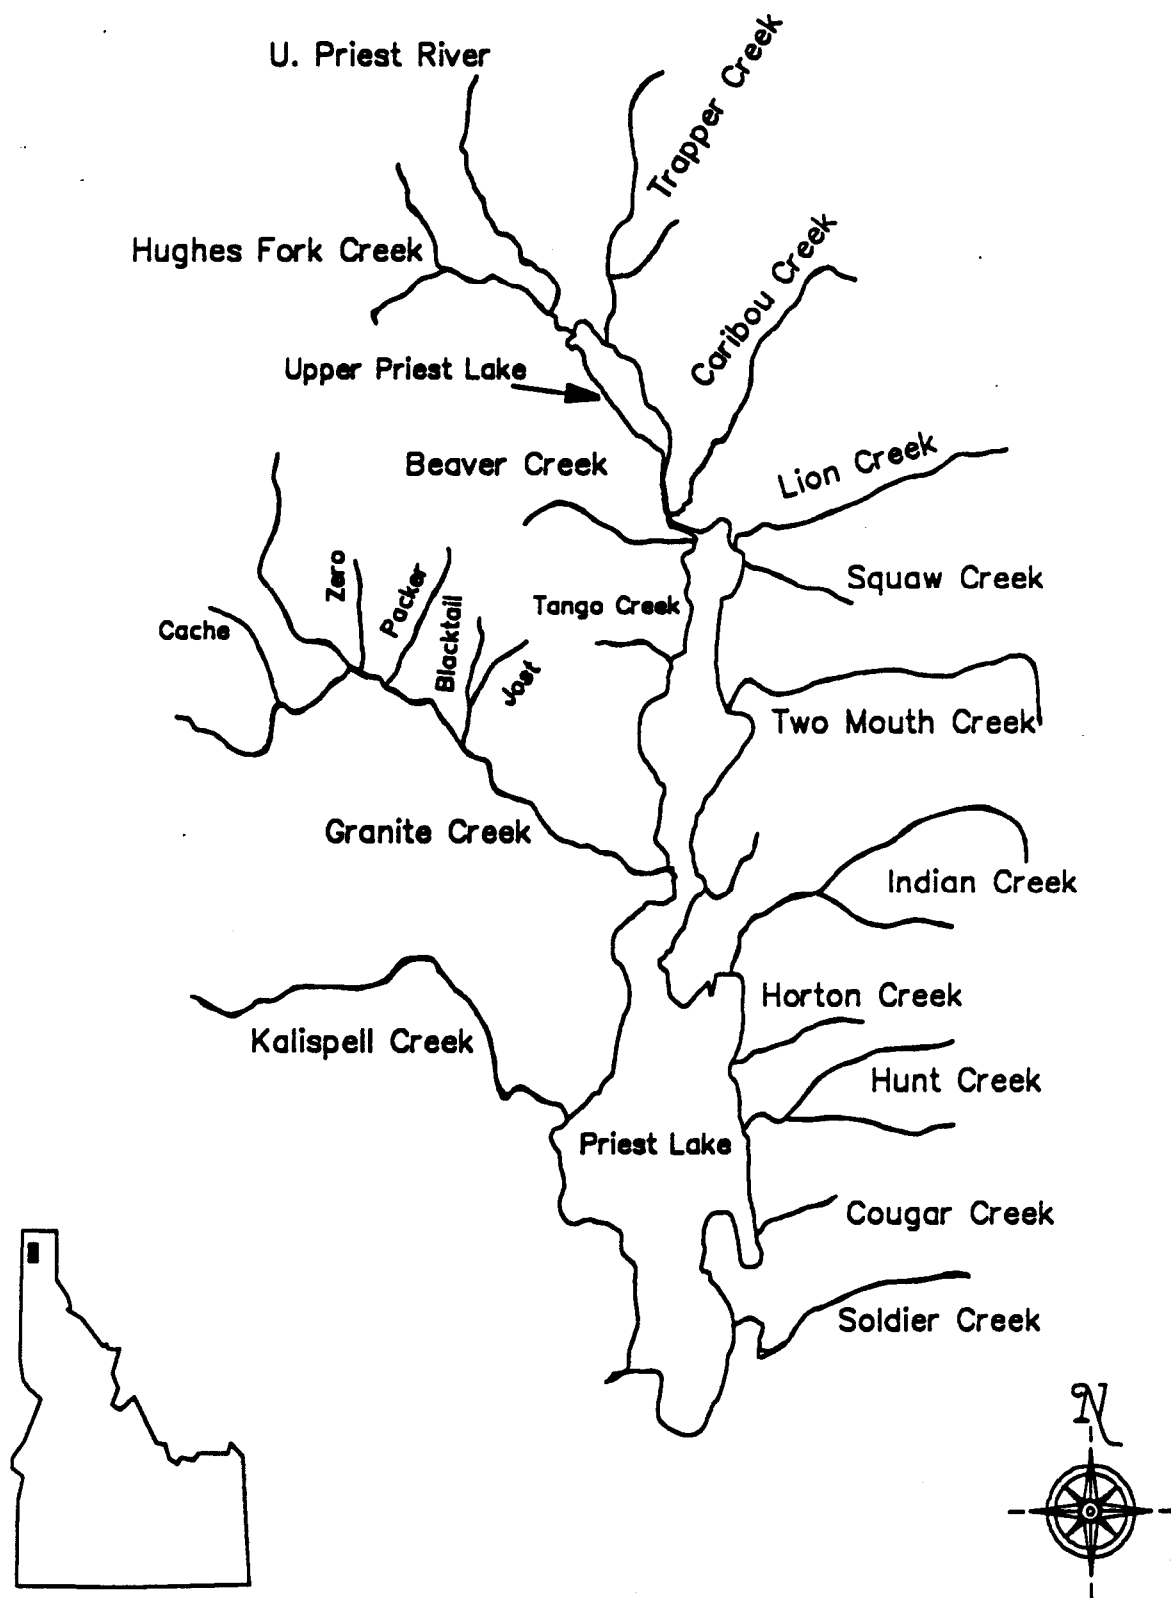 U. Priest River
Trapper Creek
Hughes Fork Creek
Caribou Creek
Upper Priest Lake
Beaver Creek
Lion Creek
Zero
Packer
Squaw Creek
Blacktail
Tango Creek
Cache
Jost
Two Mouth Creek
Granite Creek
Indian Creek
Horton Creek
Kalispell Creek
Hunt Creek
Priest Lake
Cougar Creek
Soldier Creek
N